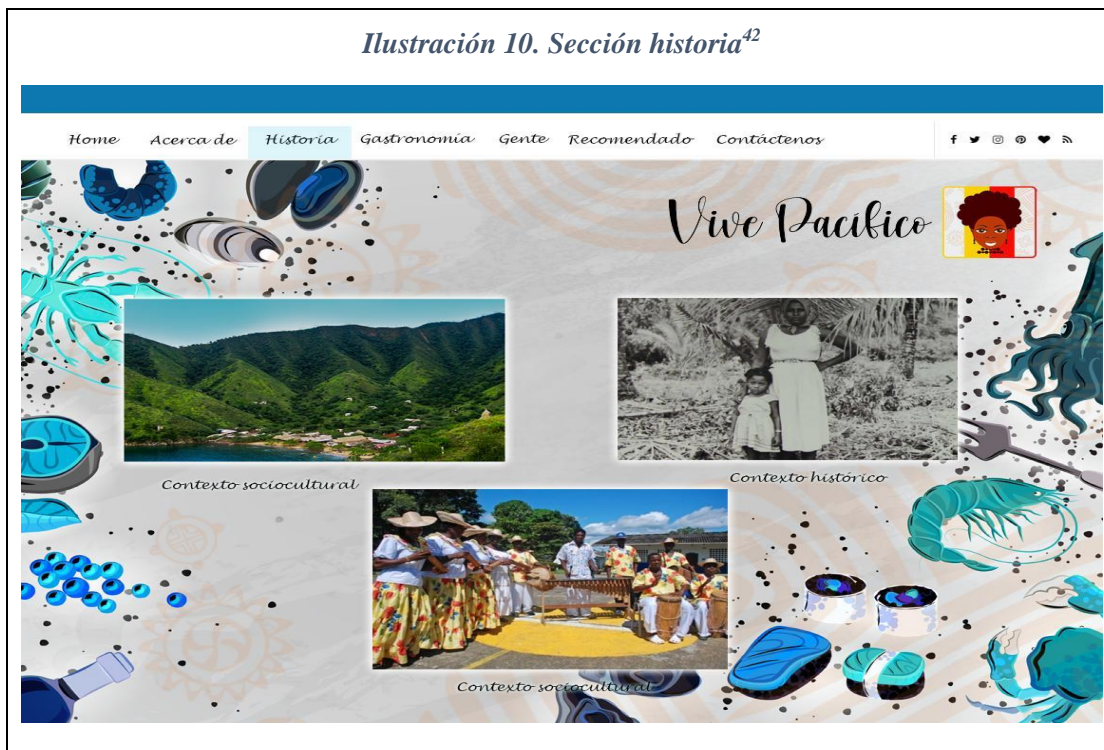 Ilustración 10. Sección historia42
Home Acerca de Historia Gastronomía Gente Recomendado Contáctenos
Vive Pacífico
Contexto sociocultural
Contexto histórico
Contexto sociocultural